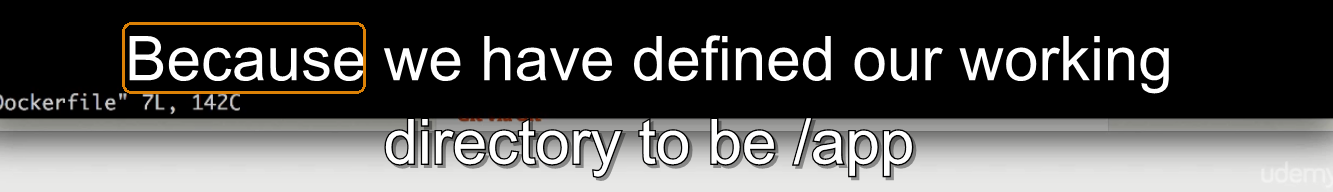 Because we have defined our working
Dockerfile" 7L, 142C
directory to be /app
udemy